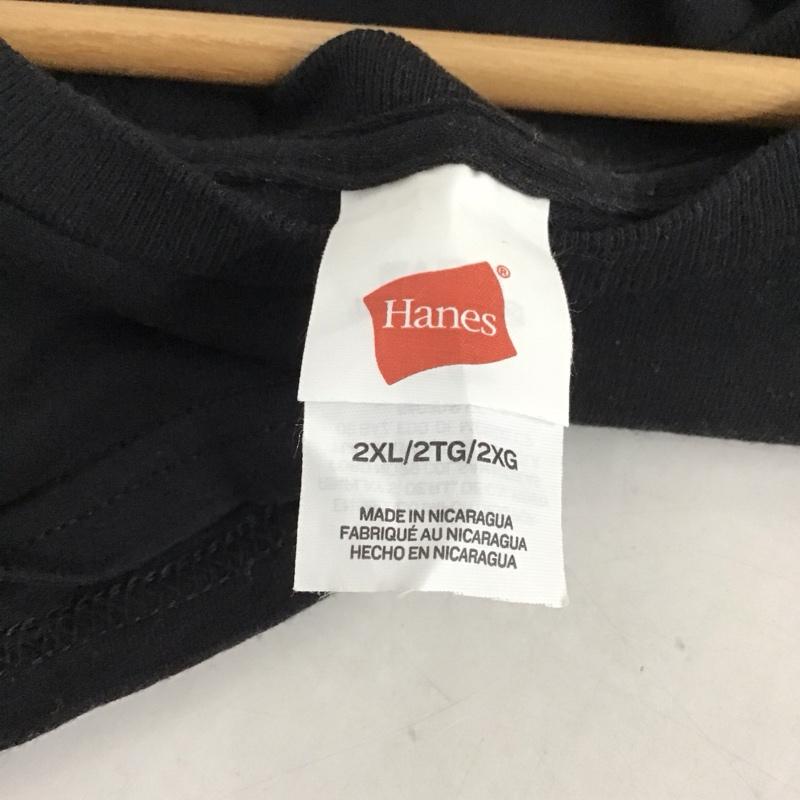 Hanes®
2XL/2TG/2XG
MADE IN NICARAGUA
FABRIQUÉ AU NICARAGUA
HECHO EN NICARAGUA